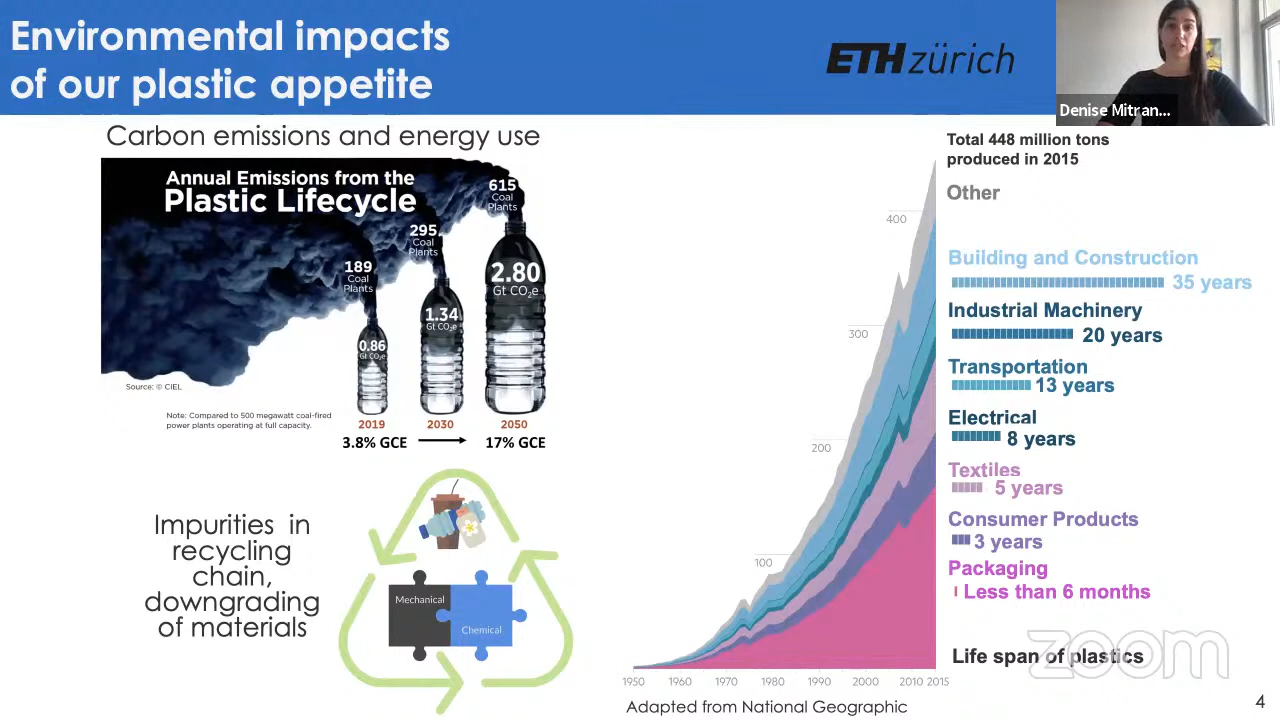 Environmental impacts
of our plastic appetite
ETH zürich
Denise Mitran...
Carbon emissions and energy use
Annual Emissions from the
Plastic Lifecycle
615
Coal
Plants
295
Coal
Plants
189
Coal
Plants
2.80
Gt CO₂e
1.34
Gt CO₂e
0.86
Gt CO₂e
Source: © CIEL
Note: Compared to 500 megawatt coal-fired
power plants operating at full capacity.
2019 2030 2050
3.8% GCE 17% GCE
Impurities in
recycling
chain,
downgrading
of materials
Mechanical
Chemical
400
300
200
100
1950 1960 1970 1980 1990 2000 2010 2015
Adapted from National Geographic
Total 448 million tons
produced in 2015
Other
Building and Construction
35 years
Industrial Machinery
20 years
Transportation
13 years
Electrical
8 years
Textiles
5 years
Consumer Products
3 years
Packaging
Less than 6 months
Life span of plastics
zoom
4